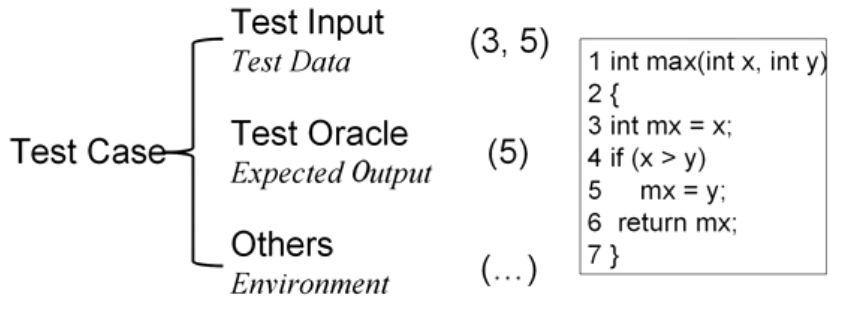 Test Case
Test Input
Test Data
(3, 5)
Test Oracle
Expected Output
(5)
Others
Environment
(...)
1 int max(int x, int y)
2 {
3 int mx = x;
4 if (x > y)
5 mx = y;
6 return mx;
7 }